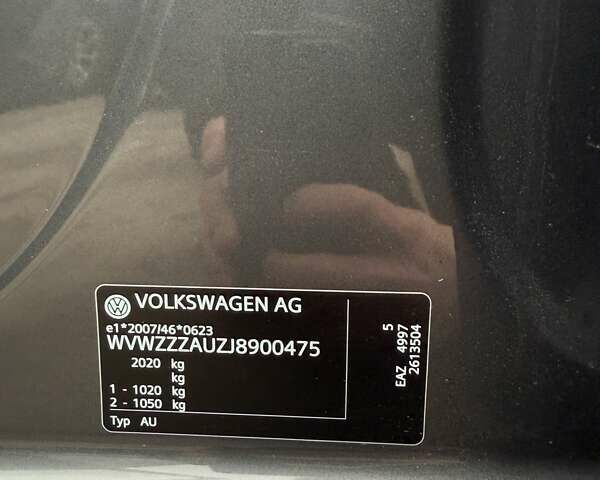 VOLKSWAGEN AG
e1*2007/46*0623
WVWZZZAUZJ8900475
2020 kg
kg
1 - 1020 kg
2 - 1050 kg
Typ AU
5
EAZ 4997
2613504